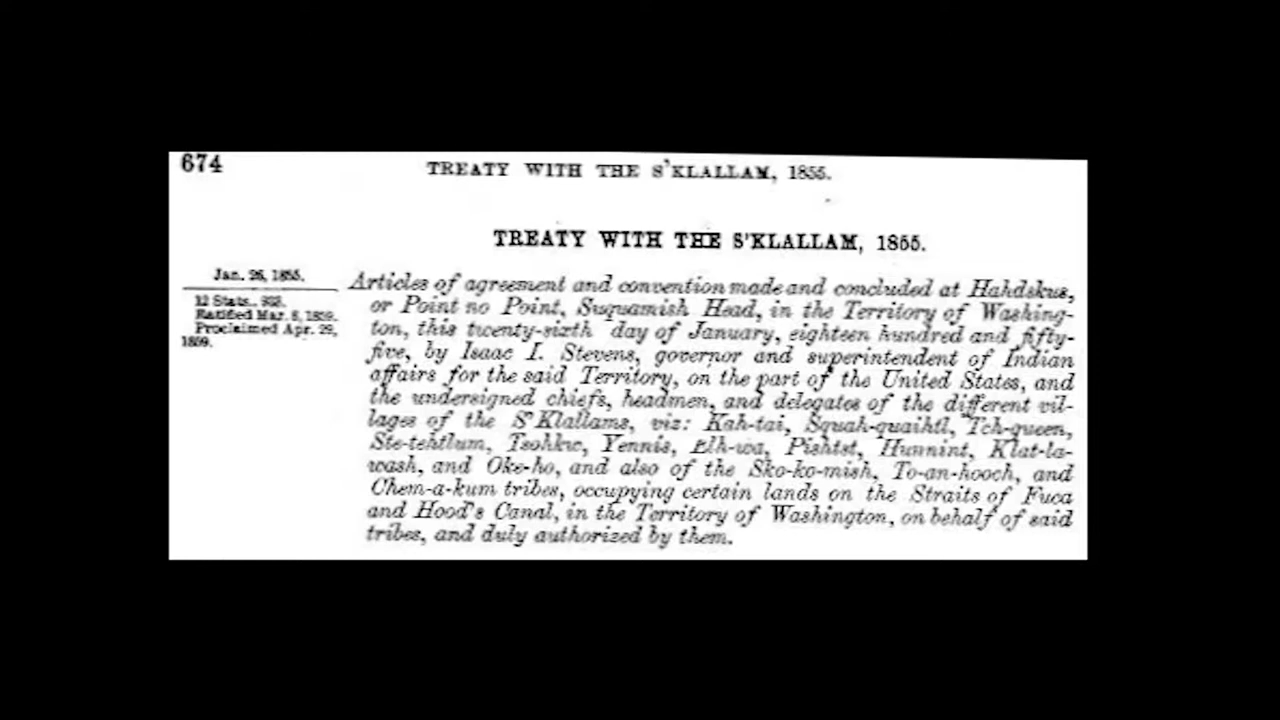 674
TREATY WITH THE S'KLALLAM, 1855.
TREATY WITH THE S'KLALLAM, 1855.
Jan. 26, 1855.
12 Stats., 933.
Ratified Mar. 8, 1859.
Proclaimed Apr. 29,
1859.
Articles of agreement and convention made and concluded at Hahdskus,
or Point no Point, Suquamish Head, in the Territory of Washing-
ton, this twenty-sixth day of January, eighteen hundred and fifty-
five, by Isaac I. Stevens, governor and superintendent of Indian
affairs for the said Territory, on the part of the United States, and
the undersigned chiefs, headmen, and delegates of the different vil-
lages of the S'Klallams, viz: Kah-tai, Squah-quaihtl, Tch-queen,
Ste-tehtlum, Tsohkw, Yennis, Elh-wa, Pishtst, Hunnint, Klat-la-
wash, and Oke-ho, and also of the Sko-ko-mish, To-an-hooch, and
Chem-a-kum tribes, occupying certain lands on the Straits of Fuca
and Hood's Canal, in the Territory of Washington, on behalf of said
tribes, and duly authorized by them.